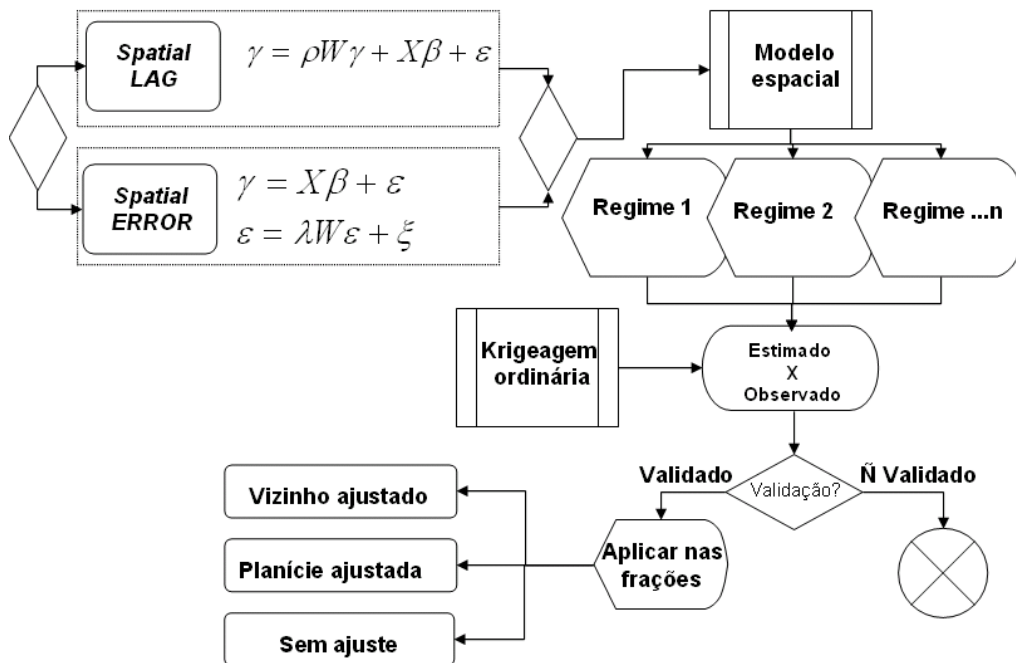 Spatial
LAG
γ = ρWγ + Xβ + ε
Modelo
espacial
Spatial
ERROR
γ = Xβ + ε
ε = λWε + ξ
Regime 1
Regime 2
Regime ...n
Krigeagem
ordinária
Estimado
X
Observado
Validado
Validação?
Ñ Validado
Vizinho ajustado
Aplicar nas
frações
Planície ajustada
Sem ajuste